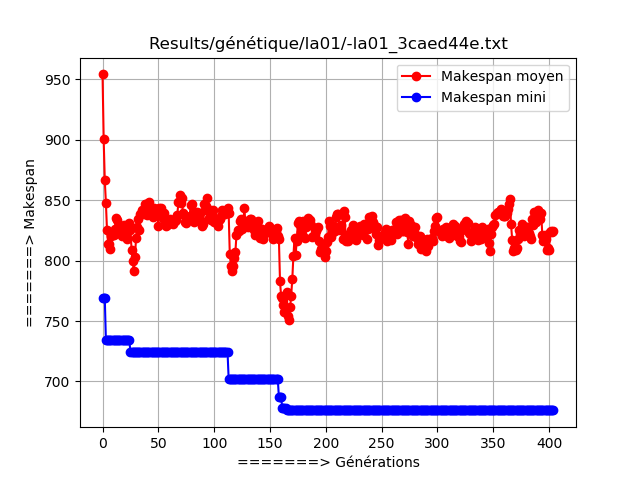 Results/génétique/la01/-la01_3caed44e.txt
Makespan moyen
Makespan mini
=======> Makespan
950
900
850
800
750
700
0 50 100 150 200 250 300 350 400
=======> Générations